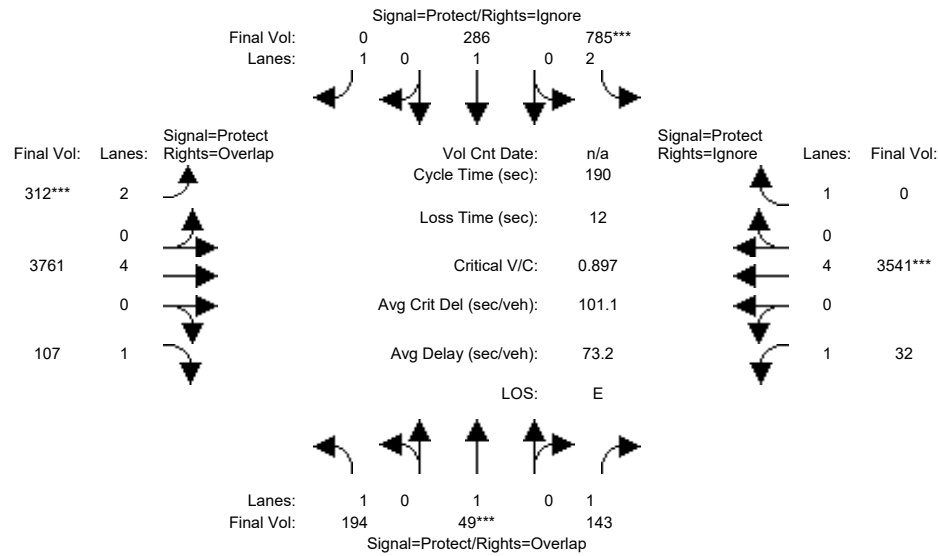 Signal=Protect/Rights=Ignore
Final Vol: 0 286 785***
Lanes: 1 0 1 0 2
Signal=Protect
Final Vol: Lanes: Rights=Overlap
Vol Cnt Date: n/a
Signal=Protect
Rights=Ignore Lanes: Final Vol:
Cycle Time (sec): 190
312*** 2
1 0
Loss Time (sec): 12
0
0
3761 4
Critical V/C: 0.897
4 3541***
0
Avg Crit Del (sec/veh): 101.1
0
107 1
Avg Delay (sec/veh): 73.2
1 32
LOS: E
Lanes: 1 0 1 0 1
Final Vol: 194 49*** 143
Signal=Protect/Rights=Overlap